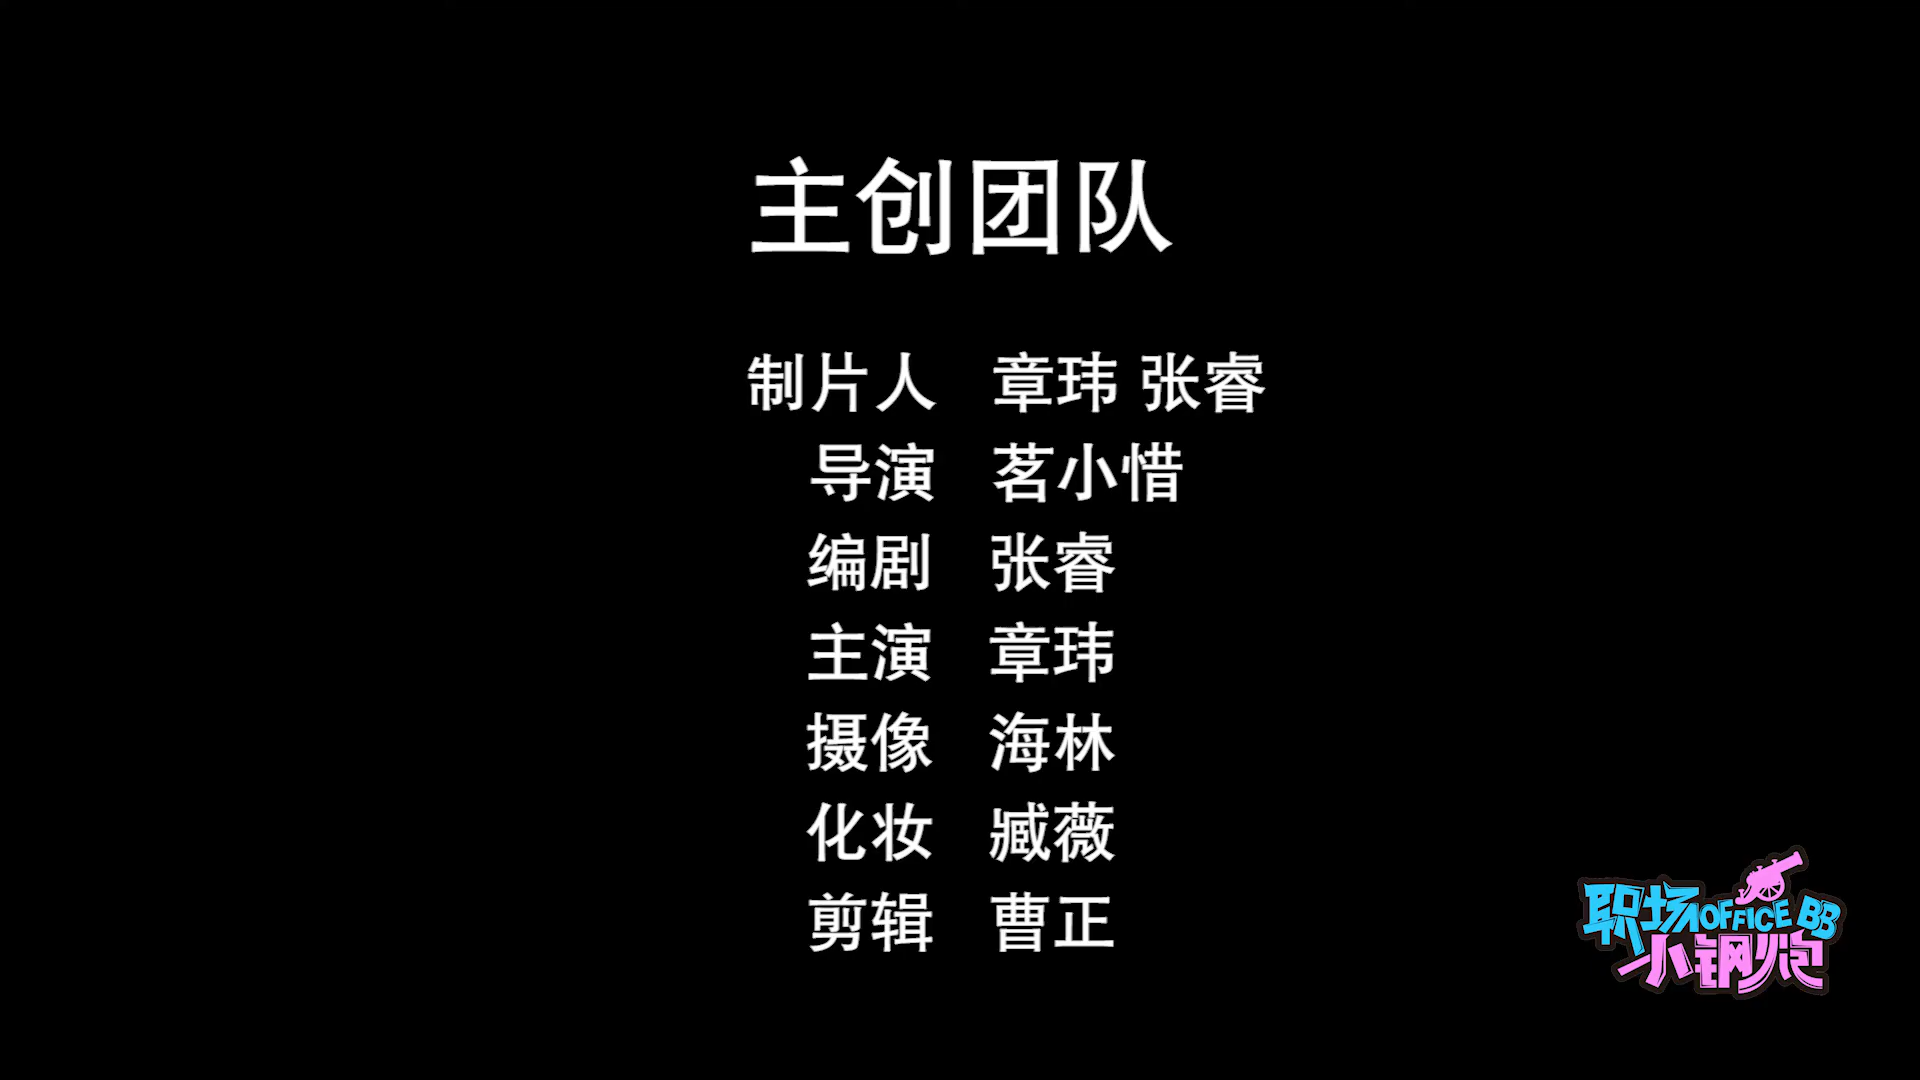 主创团队
制片人 章玮 张睿
导演 茗小惜
编剧 张睿
主演 章玮
摄像 海林
化妆 臧薇
剪辑 曹正
职场OFFICE BB
小钢炮